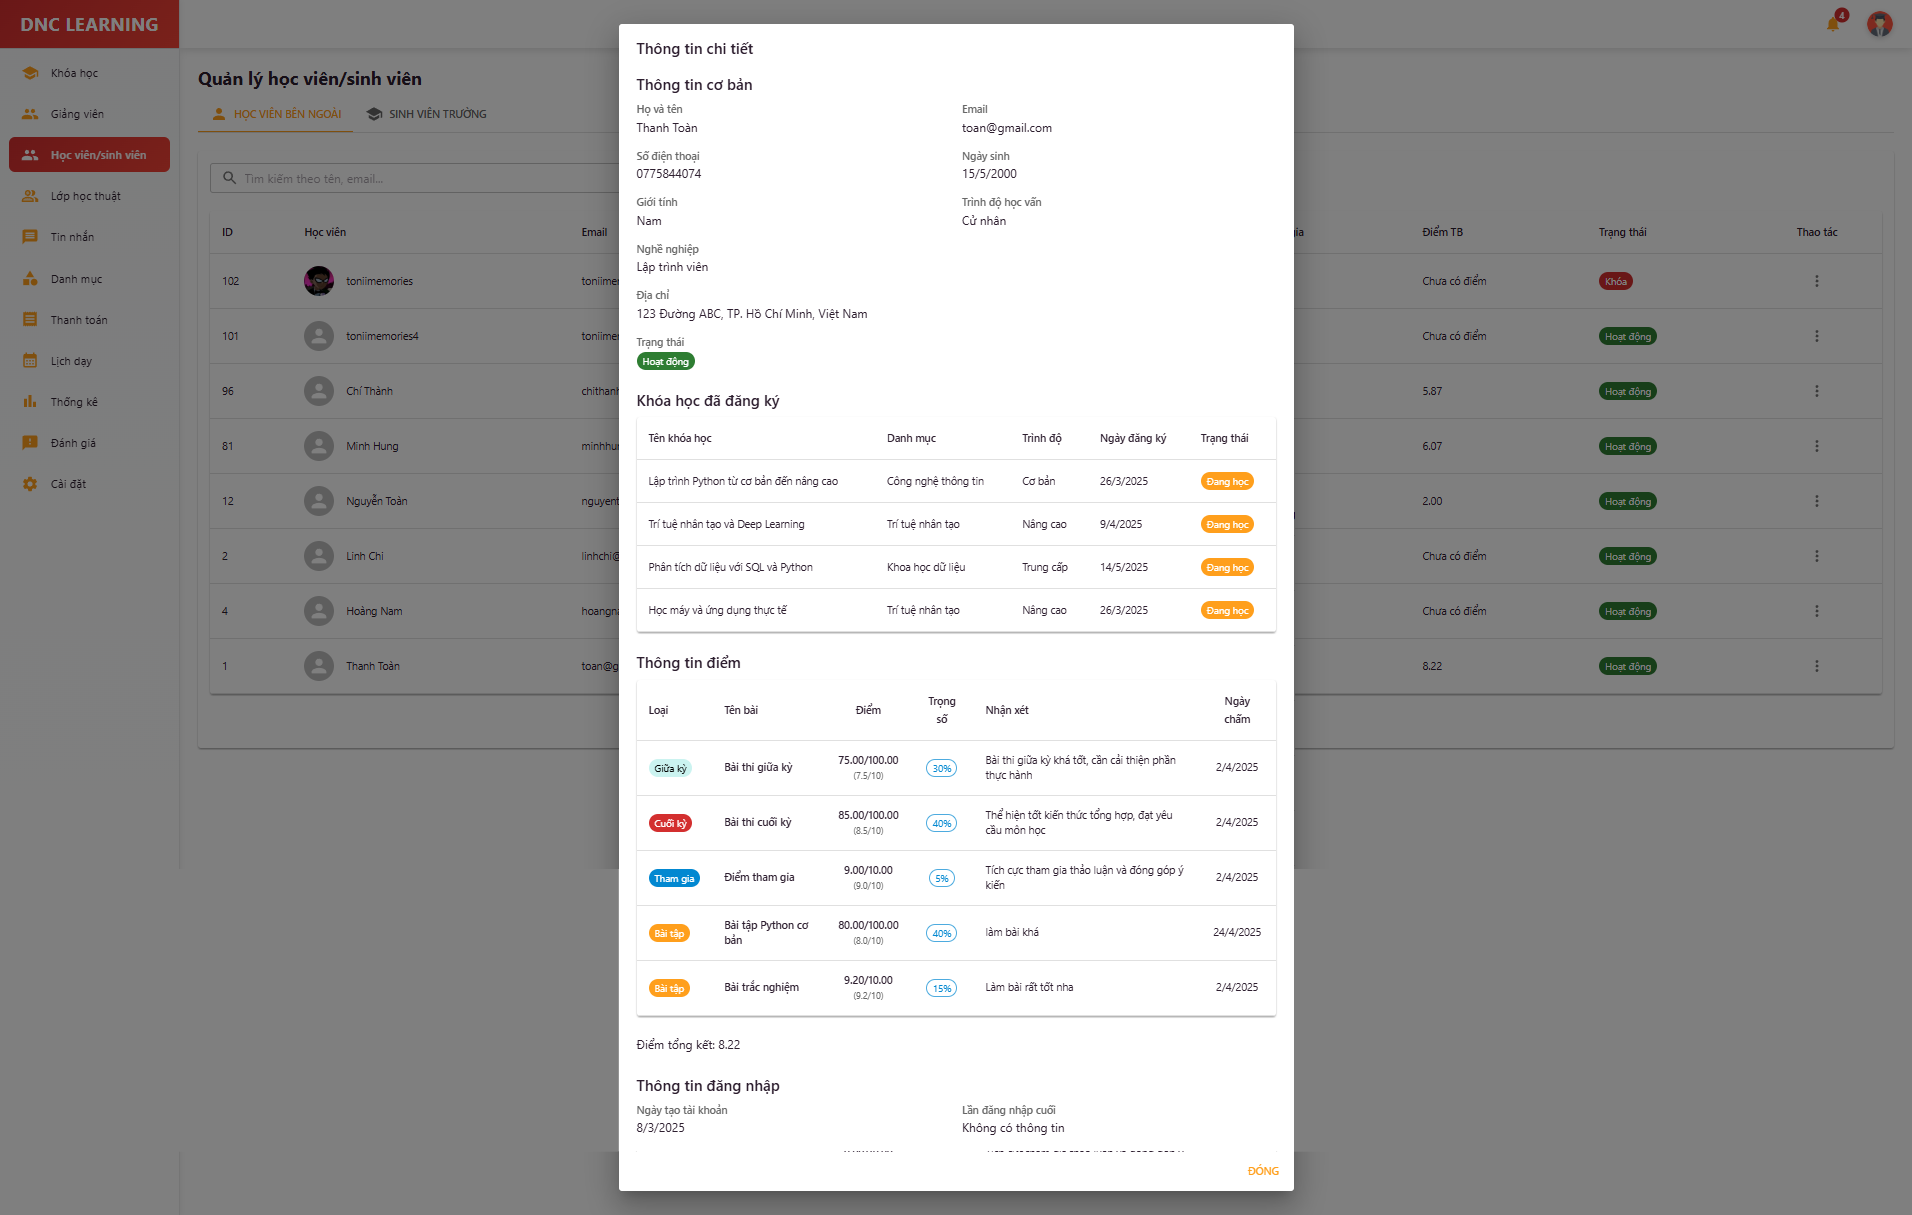 DNC LEARNING
4
Khóa học
Giảng viên
Học viên/sinh viên
Lớp học thuật
Tin nhắn
Danh mục
Thanh toán
Lịch dạy
Thống kê
Đánh giá
Cài đặt
Quản lý học viên/sinh viên
HỌC VIÊN BÊN NGOÀI
SINH VIÊN TRƯỜNG
Tìm kiếm theo tên, email...
ID Học viên Email Điểm TB Trạng thái Thao tác
102 toniimemories Chưa có điểm Khóa
101 toniimemories4 Chưa có điểm Hoạt động
96 Chí Thành 5.87 Hoạt động
81 Minh Hung 6.07 Hoạt động
12 Nguyễn Toàn 2.00 Hoạt động
2 Linh Chi Chưa có điểm Hoạt động
4 Hoàng Nam Chưa có điểm Hoạt động
1 Thanh Toàn 8.22 Hoạt động
Thông tin chi tiết
Thông tin cơ bản
Họ và tên Email
Thanh Toàn toan@gmail.com
Số điện thoại Ngày sinh
0775844074 15/5/2000
Giới tính Trình độ học vấn
Nam Cử nhân
Nghề nghiệp
Lập trình viên
Địa chỉ
123 Đường ABC, TP. Hồ Chí Minh, Việt Nam
Trạng thái
Hoạt động
Khóa học đã đăng ký
Tên khóa học Danh mục Trình độ Ngày đăng ký Trạng thái
Lập trình Python từ cơ bản đến nâng cao Công nghệ thông tin Cơ bản 26/3/2025 Đang học
Trí tuệ nhân tạo và Deep Learning Trí tuệ nhân tạo Nâng cao 9/4/2025 Đang học
Phân tích dữ liệu với SQL và Python Khoa học dữ liệu Trung cấp 14/5/2025 Đang học
Học máy và ứng dụng thực tế Trí tuệ nhân tạo Nâng cao 26/3/2025 Đang học
Thông tin điểm
Loại Tên bài Điểm Trọng số Nhận xét Ngày chấm
Giữa kỳ Bài thi giữa kỳ 75.00/100.00 (7.5/10) 30% Bài thi giữa kỳ khá tốt, cần cải thiện phần thực hành 2/4/2025
Cuối kỳ Bài thi cuối kỳ 85.00/100.00 (8.5/10) 40% Thể hiện tốt kiến thức tổng hợp, đạt yêu cầu môn học 2/4/2025
Tham gia Điểm tham gia 9.00/10.00 (9.0/10) 5% Tích cực tham gia thảo luận và đóng góp ý kiến 2/4/2025
Bài tập Bài tập Python cơ bản 80.00/100.00 (8.0/10) 40% làm bài khá 24/4/2025
Bài tập Bài trắc nghiệm 9.20/10.00 (9.2/10) 15% Làm bài rất tốt nha 2/4/2025
Điểm tổng kết: 8.22
Thông tin đăng nhập
Ngày tạo tài khoản Lần đăng nhập cuối
8/3/2025 Không có thông tin
ĐÓNG